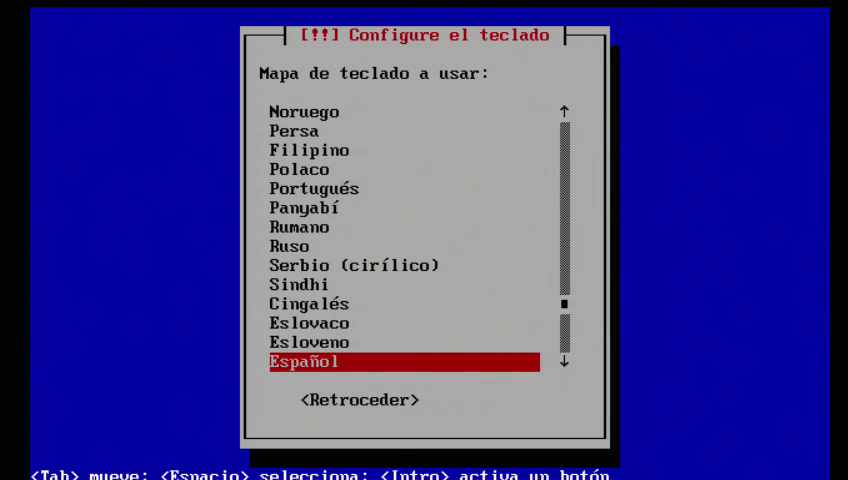 [!!] Configure el teclado
Mapa de teclado a usar:
Noruego
Persa
Filipino
Polaco
Portugués
Panyabí
Rumano
Ruso
Serbio (cirílico)
Sindhi
Cingalés
Eslovaco
Esloveno
Español
<Retroceder>
<Tab> mueve; <Espacio> selecciona; <Intro> activa un botón